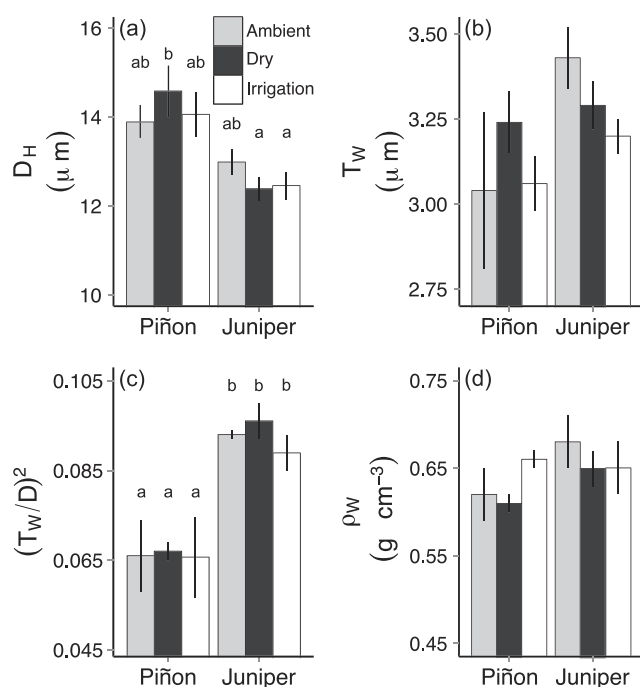 (a)
16
14
12
10
D_H
(μ m)
ab b ab
ab a a
Ambient
Dry
Irrigation
Piñon Juniper
(b)
3.50
3.25
3.00
2.75
T_W
(μ m)
Piñon Juniper
(c)
0.105
0.085
0.065
0.045
(T_W/D)²
a a a
b b b
Piñon Juniper
(d)
0.75
0.65
0.55
0.45
ρ_W
(g cm⁻³)
Piñon Juniper